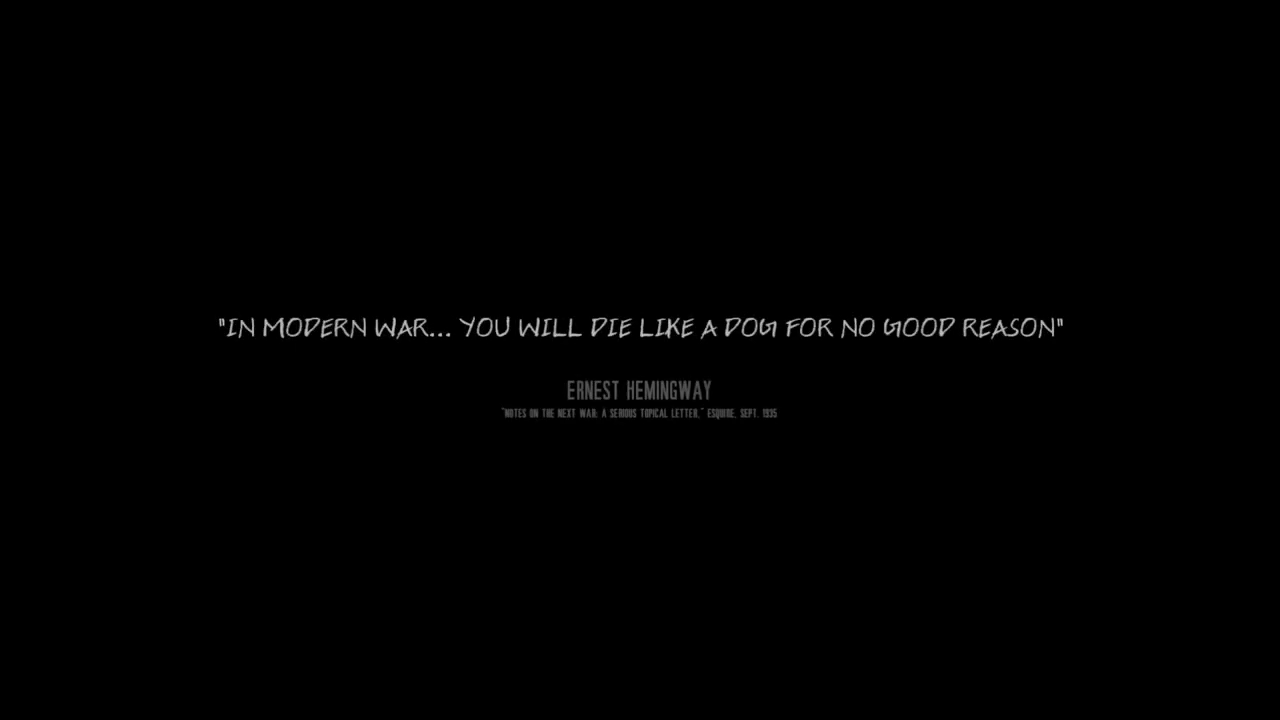 "IN MODERN WAR... YOU WILL DIE LIKE A DOG FOR NO GOOD REASON"
ERNEST HEMINGWAY
"NOTES ON THE NEXT WAR: A SERIOUS TOPICAL LETTER," ESQUIRE, SEPT. 1935